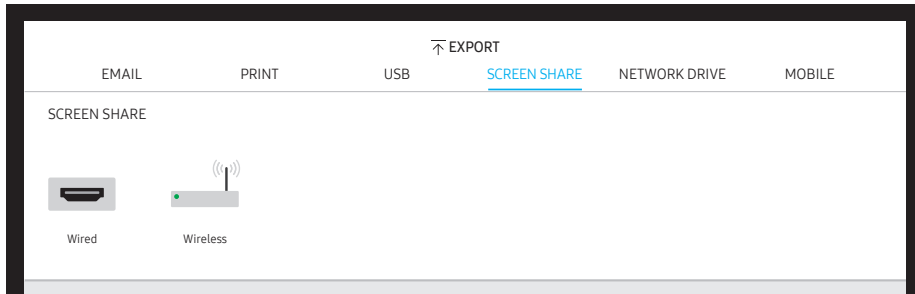 EXPORT
EMAIL PRINT USB SCREEN SHARE NETWORK DRIVE MOBILE
SCREEN SHARE
Wired Wireless